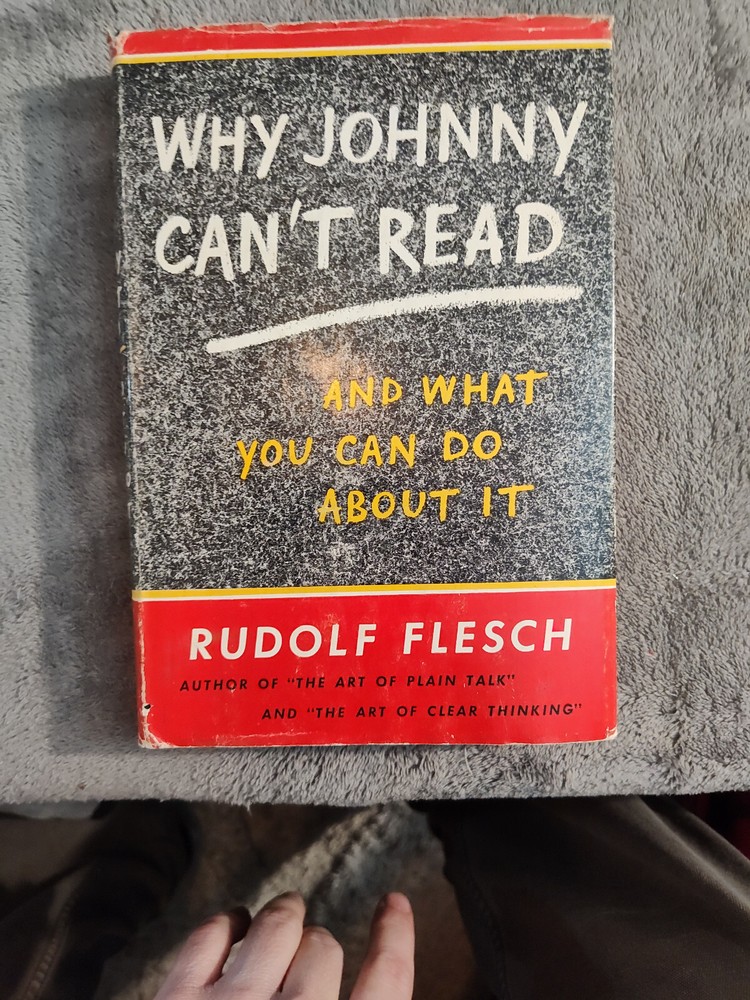 WHY JOHNNY
CAN'T READ
AND WHAT
YOU CAN DO
ABOUT IT
RUDOLF FLESCH
AUTHOR OF "THE ART OF PLAIN TALK"
AND "THE ART OF CLEAR THINKING"